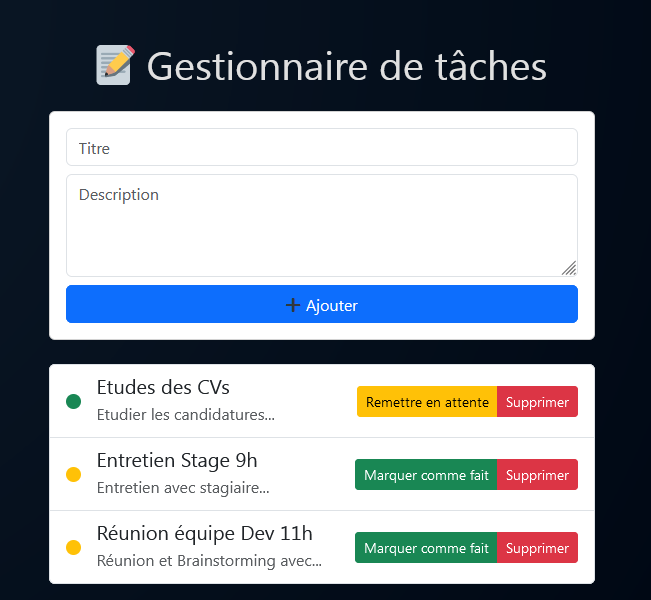 📝 Gestionnaire de tâches
Titre
Description
➕ Ajouter
Etudes des CVs
Etudier les candidatures...
Remettre en attente Supprimer
Entretien Stage 9h
Entretien avec stagiaire...
Marquer comme fait Supprimer
Réunion équipe Dev 11h
Réunion et Brainstorming avec...
Marquer comme fait Supprimer